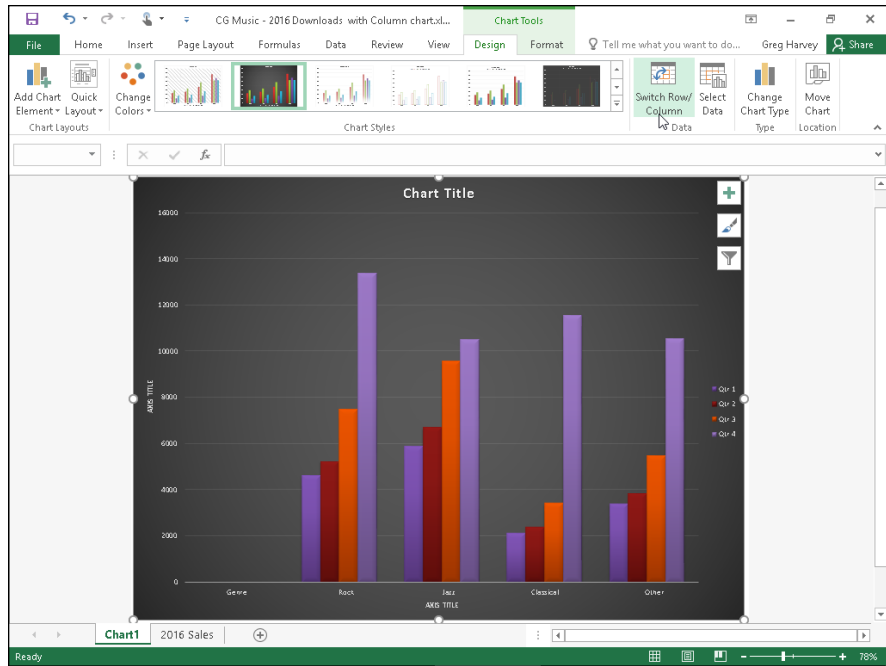 CG Music - 2016 Downloads with Column chart.xl...
Chart Tools
File Home Insert Page Layout Formulas Data Review View Design Format Tell me what you want to do... Greg Harvey Share
Add Chart Element Quick Layout Change Colors Switch Row/ Column Select Data Change Chart Type Move Chart
Chart Layouts Chart Styles Data Type Location
fx
Chart Title
16000
14000
12000
10000
8000
6000
4000
2000
0
AXIS TITLE
Qtr 1
Qtr 2
Qtr 3
Qtr 4
Genre Rock Jazz Classical Other
AXIS TITLE
Chart1 2016 Sales
Ready 78%